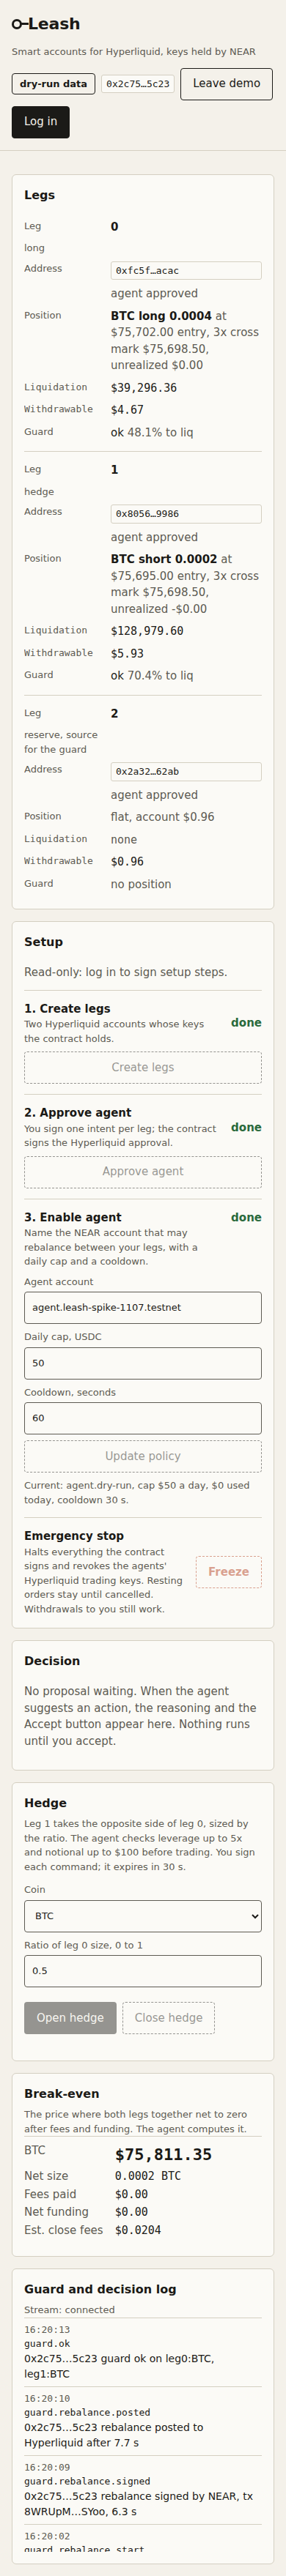 Leash
Smart accounts for Hyperliquid, keys held by NEAR
dry-run data
0x2c75…5c23
Leave demo
Log in
Legs
Leg 0
long
Address 0xfc5f…acac
agent approved
Position BTC long 0.0004 at
$75,702.00 entry, 3x cross
mark $75,698.50,
unrealized $0.00
Liquidation $39,296.36
Withdrawable $4.67
Guard ok 48.1% to liq
Leg 1
hedge
Address 0x8056…9986
agent approved
Position BTC short 0.0002 at
$75,695.00 entry, 3x cross
mark $75,698.50,
unrealized -$0.00
Liquidation $128,979.60
Withdrawable $5.93
Guard ok 70.4% to liq
Leg 2
reserve, source
for the guard
Address 0x2a32…62ab
agent approved
Position flat, account $0.96
Liquidation none
Withdrawable $0.96
Guard no position
Setup
Read-only: log in to sign setup steps.
1. Create legs
Two Hyperliquid accounts whose keys
the contract holds.
done
Create legs
2. Approve agent
You sign one intent per leg; the contract
signs the Hyperliquid approval.
done
Approve agent
3. Enable agent
Name the NEAR account that may
rebalance between your legs, with a
daily cap and a cooldown.
done
Agent account
agent.leash-spike-1107.testnet
Daily cap, USDC
50
Cooldown, seconds
60
Update policy
Current: agent.dry-run, cap $50 a day, $0 used
today, cooldown 30 s.
Emergency stop
Halts everything the contract
signs and revokes the agents'
Hyperliquid trading keys. Resting
orders stay until cancelled.
Withdrawals to you still work.
Freeze
Decision
No proposal waiting. When the agent
suggests an action, the reasoning and the
Accept button appear here. Nothing runs
until you accept.
Hedge
Leg 1 takes the opposite side of leg 0, sized by
the ratio. The agent checks leverage up to 5x
and notional up to $100 before trading. You sign
each command; it expires in 30 s.
Coin
BTC
Ratio of leg 0 size, 0 to 1
0.5
Open hedge
Close hedge
Break-even
The price where both legs together net to zero
after fees and funding. The agent computes it.
BTC $75,811.35
Net size 0.0002 BTC
Fees paid $0.00
Net funding $0.00
Est. close fees $0.0204
Guard and decision log
Stream: connected
16:20:13
guard.ok
0x2c75…5c23 guard ok on leg0:BTC,
leg1:BTC
16:20:10
guard.rebalance.posted
0x2c75…5c23 rebalance posted to
Hyperliquid after 7.7 s
16:20:09
guard.rebalance.signed
0x2c75…5c23 rebalance signed by NEAR, tx
8WRUpM…SYoo, 6.3 s
16:20:02
guard.rebalance.start